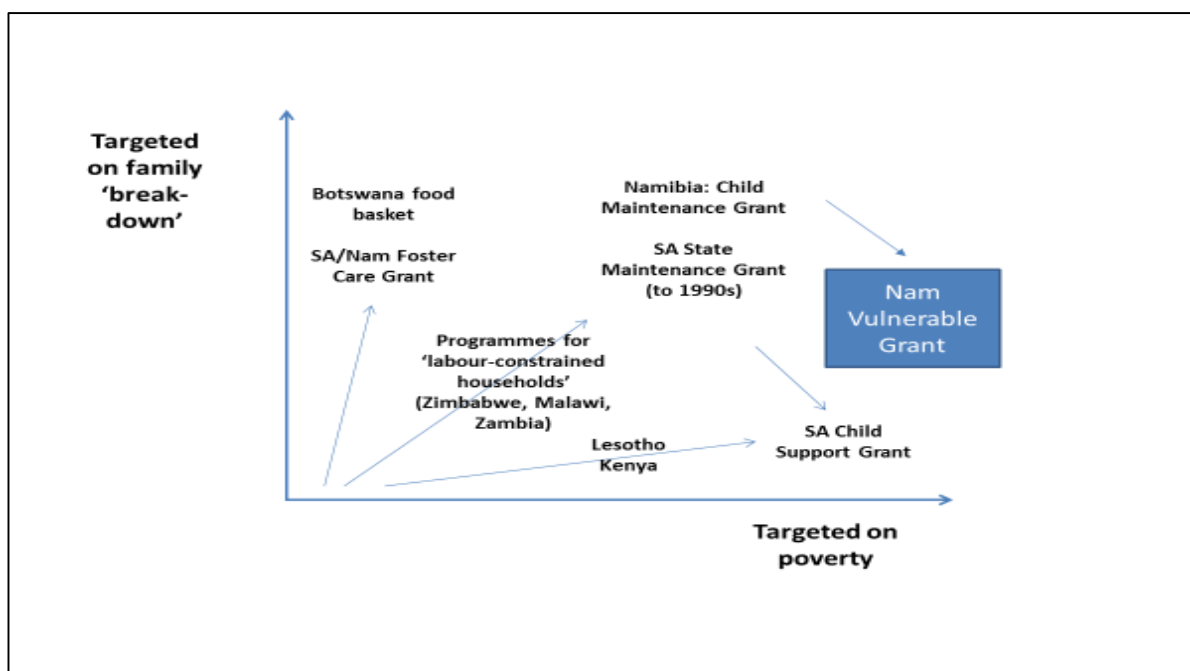 Targeted
on family
‘break-
down’
Botswana food
basket
SA/Nam Foster
Care Grant
Namibia: Child
Maintenance Grant
SA State
Maintenance Grant
(to 1990s)
Nam
Vulnerable
Grant
Programmes for
‘labour-constrained
households’
(Zimbabwe, Malawi,
Zambia)
Lesotho
Kenya
SA Child
Support Grant
Targeted on
poverty